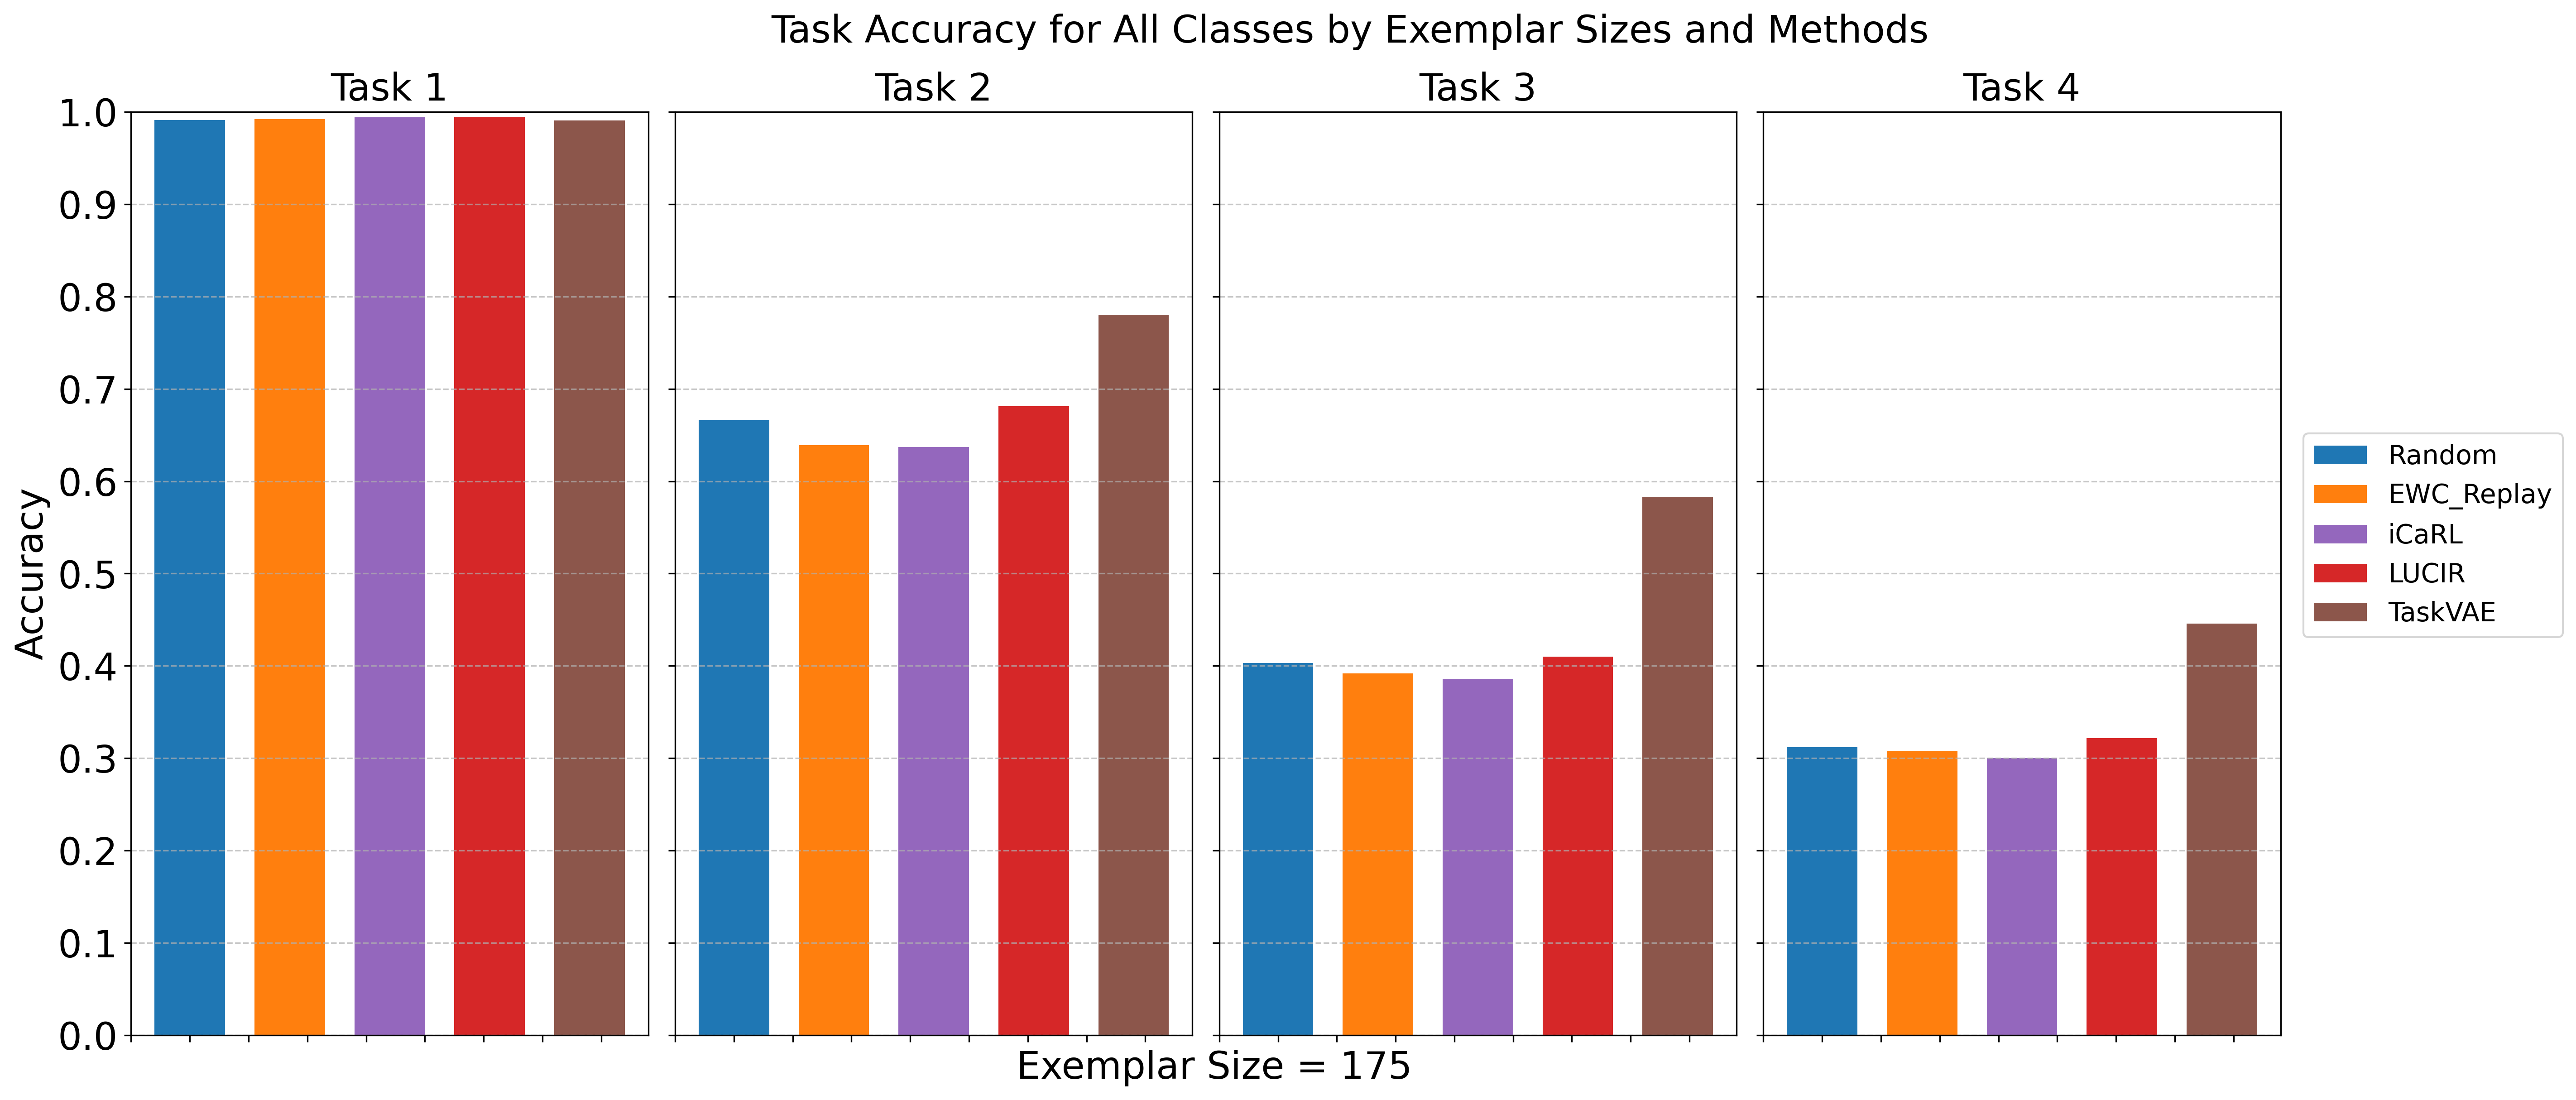 Task Accuracy for All Classes by Exemplar Sizes and Methods
Task 1
Task 2
Task 3
Task 4
1.0
0.9
0.8
0.7
0.6
0.5
0.4
0.3
0.2
0.1
0.0
Accuracy
Exemplar Size = 175
Random
EWC_Replay
iCaRL
LUCIR
TaskVAE